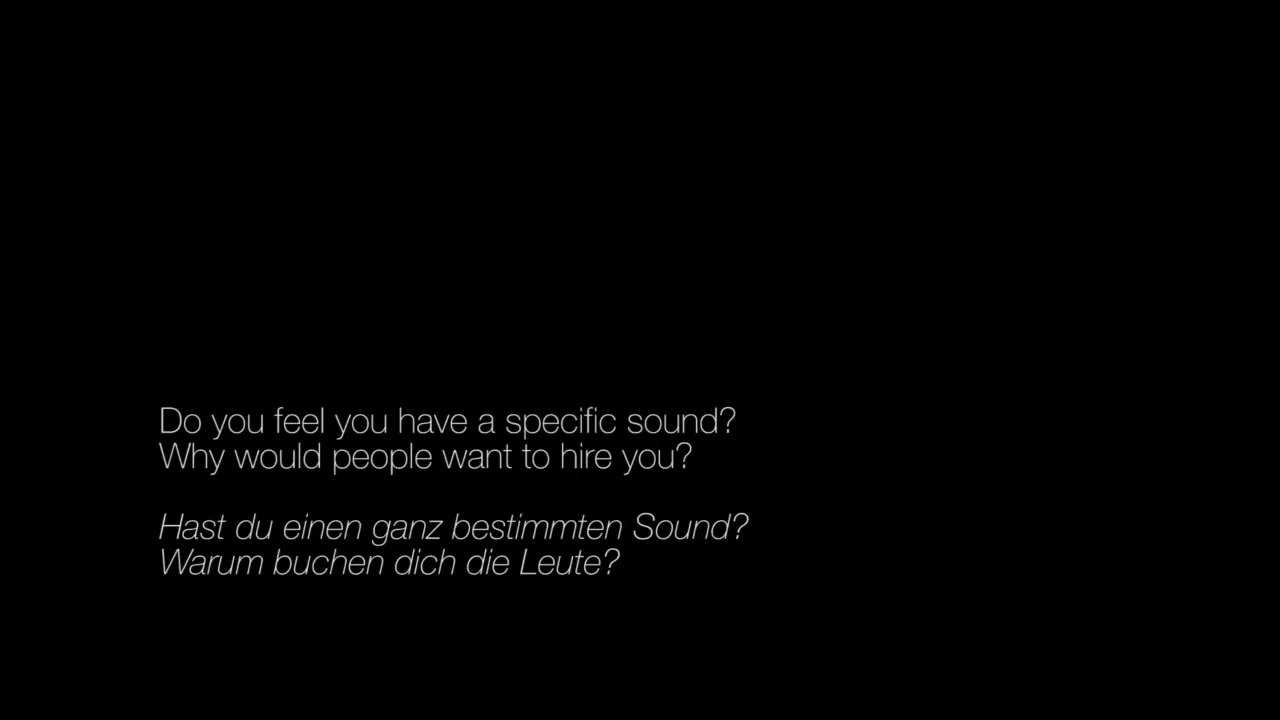 Do you feel you have a specific sound?
Why would people want to hire you?
Hast du einen ganz bestimmten Sound?
Warum buchen dich die Leute?